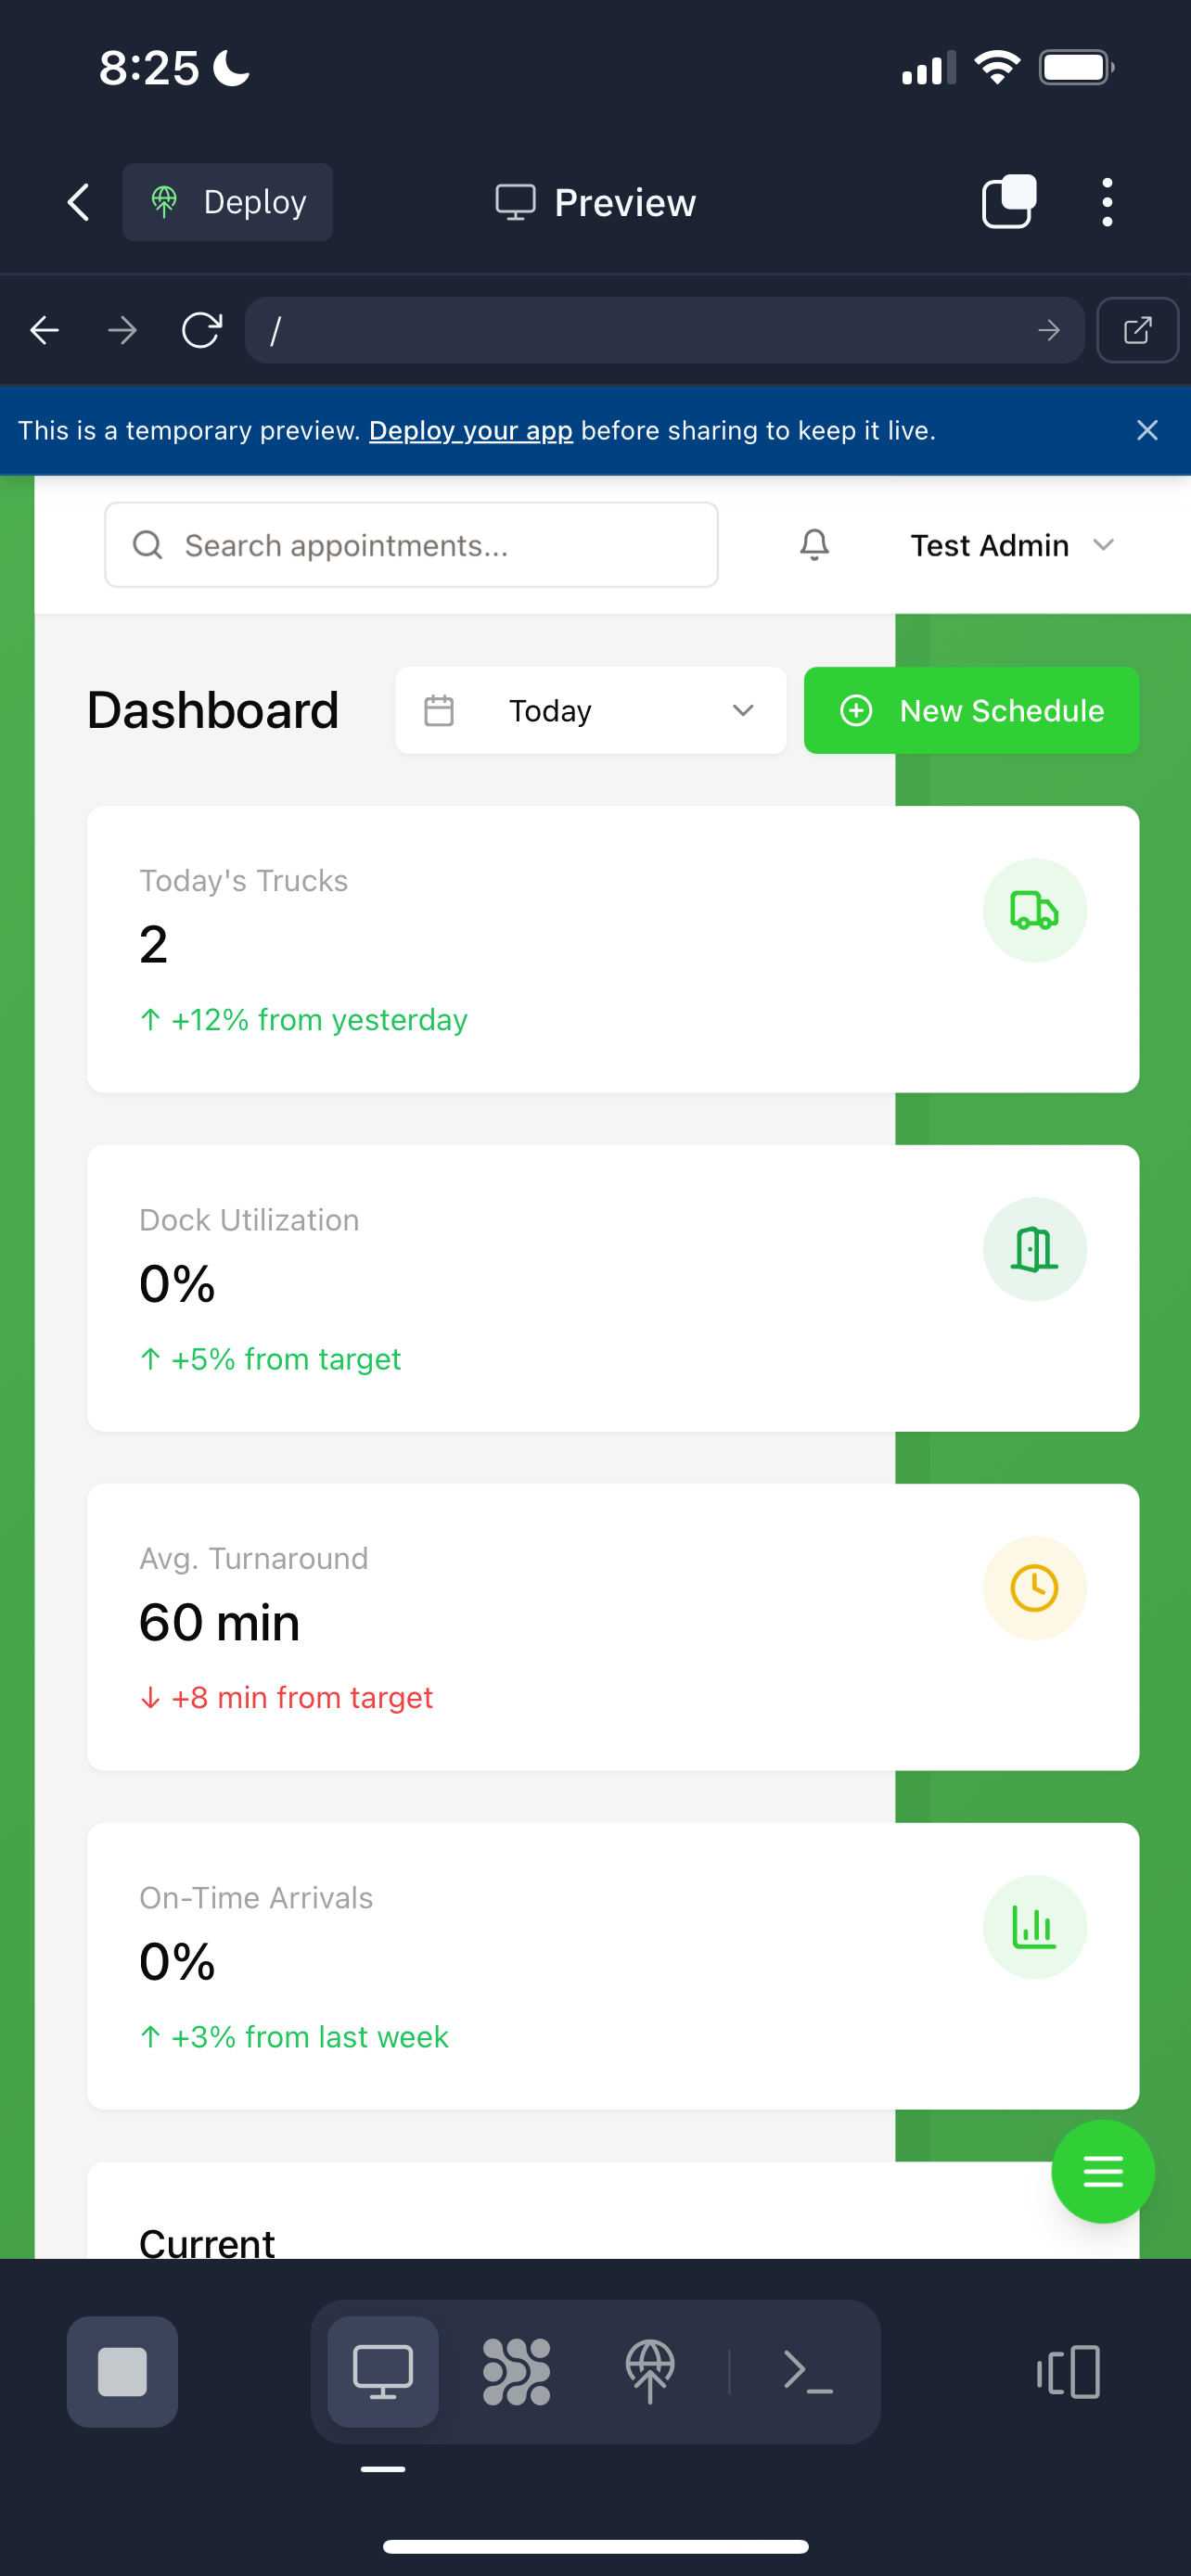 8:25
Deploy
Preview
/
This is a temporary preview. Deploy your app before sharing to keep it live.
Search appointments...
Test Admin
Dashboard
Today
New Schedule
Today's Trucks
2
↑ +12% from yesterday
Dock Utilization
0%
↑ +5% from target
Avg. Turnaround
60 min
↓ +8 min from target
On-Time Arrivals
0%
↑ +3% from last week
Current